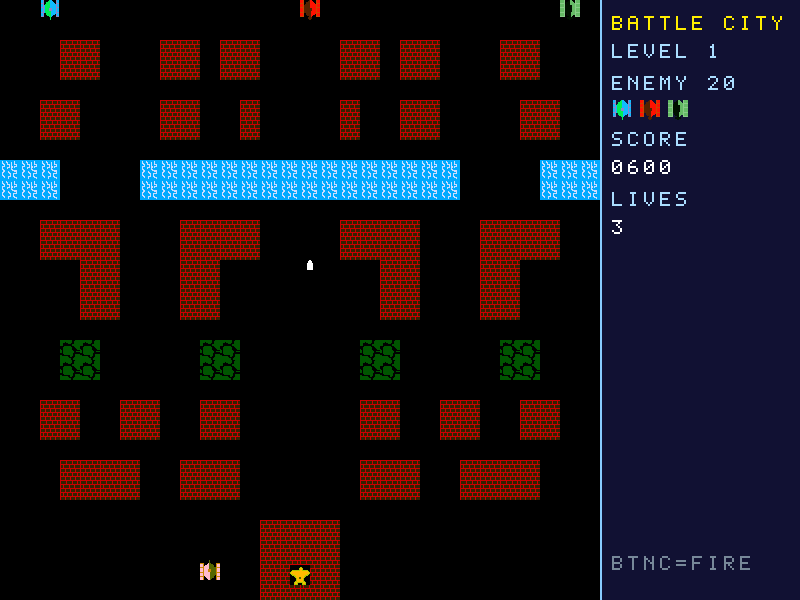 BATTLE CITY
LEVEL 1
ENEMY 20
SCORE
0600
LIVES
3
BTNC=FIRE